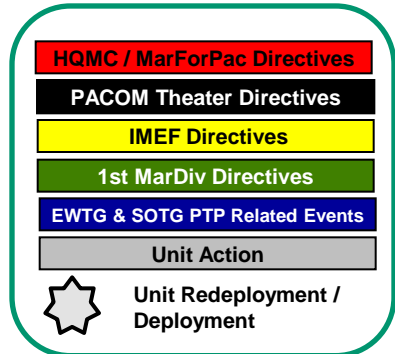 HQMC / MarForPac Directives
PACOM Theater Directives
IMEF Directives
1st MarDiv Directives
EWTG & SOTG PTP Related Events
Unit Action
Unit Redeployment /
Deployment